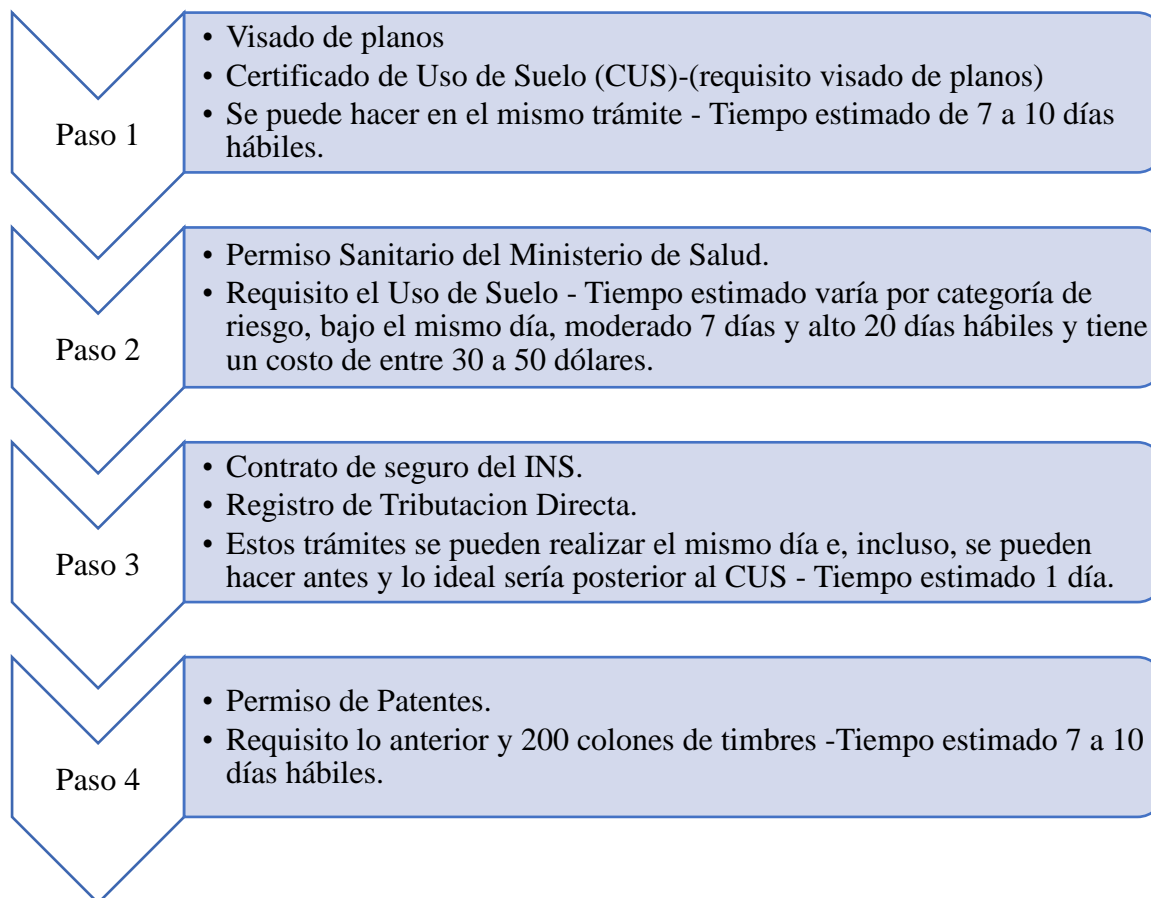 Paso 1
• Visado de planos
• Certificado de Uso de Suelo (CUS)-(requisito visado de planos)
• Se puede hacer en el mismo trámite - Tiempo estimado de 7 a 10 días
hábiles.
Paso 2
• Permiso Sanitario del Ministerio de Salud.
• Requisito el Uso de Suelo - Tiempo estimado varía por categoría de
riesgo, bajo el mismo día, moderado 7 días y alto 20 días hábiles y tiene
un costo de entre 30 a 50 dólares.
Paso 3
• Contrato de seguro del INS.
• Registro de Tributacion Directa.
• Estos trámites se pueden realizar el mismo día e, incluso, se pueden
hacer antes y lo ideal sería posterior al CUS - Tiempo estimado 1 día.
Paso 4
• Permiso de Patentes.
• Requisito lo anterior y 200 colones de timbres -Tiempo estimado 7 a 10
días hábiles.